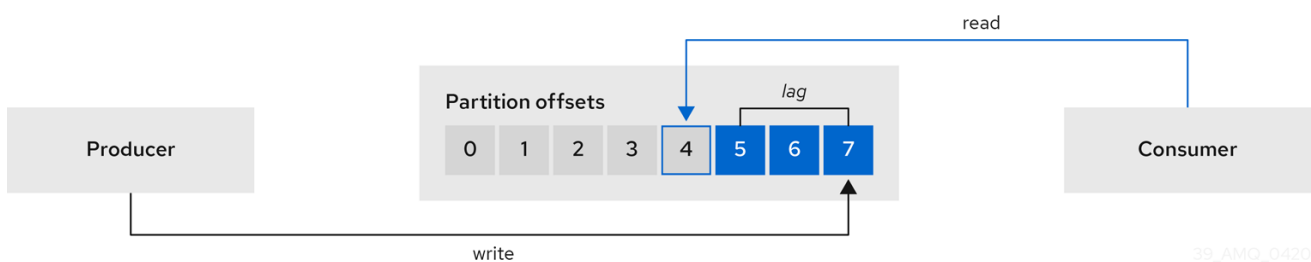 read
Partition offsets
lag
Producer
0 1 2 3 4 5 6 7
Consumer
write
39_AMQ_0420